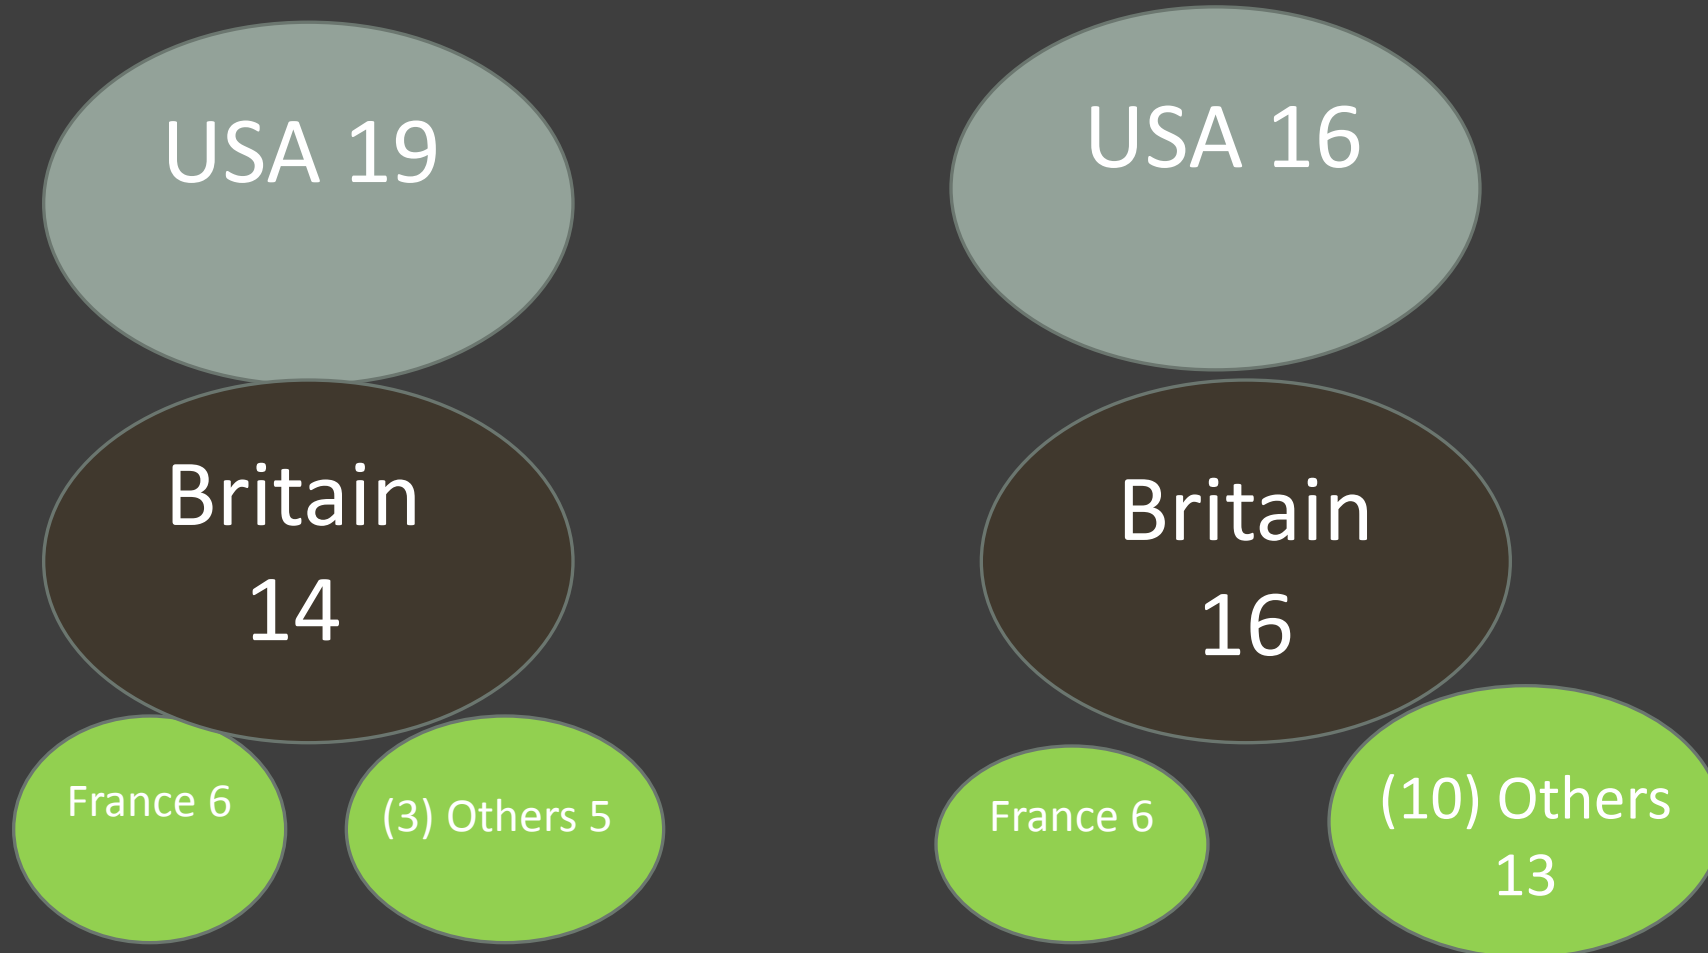 USA 19
Britain
14
France 6
(3) Others 5
USA 16
Britain
16
France 6
(10) Others
13